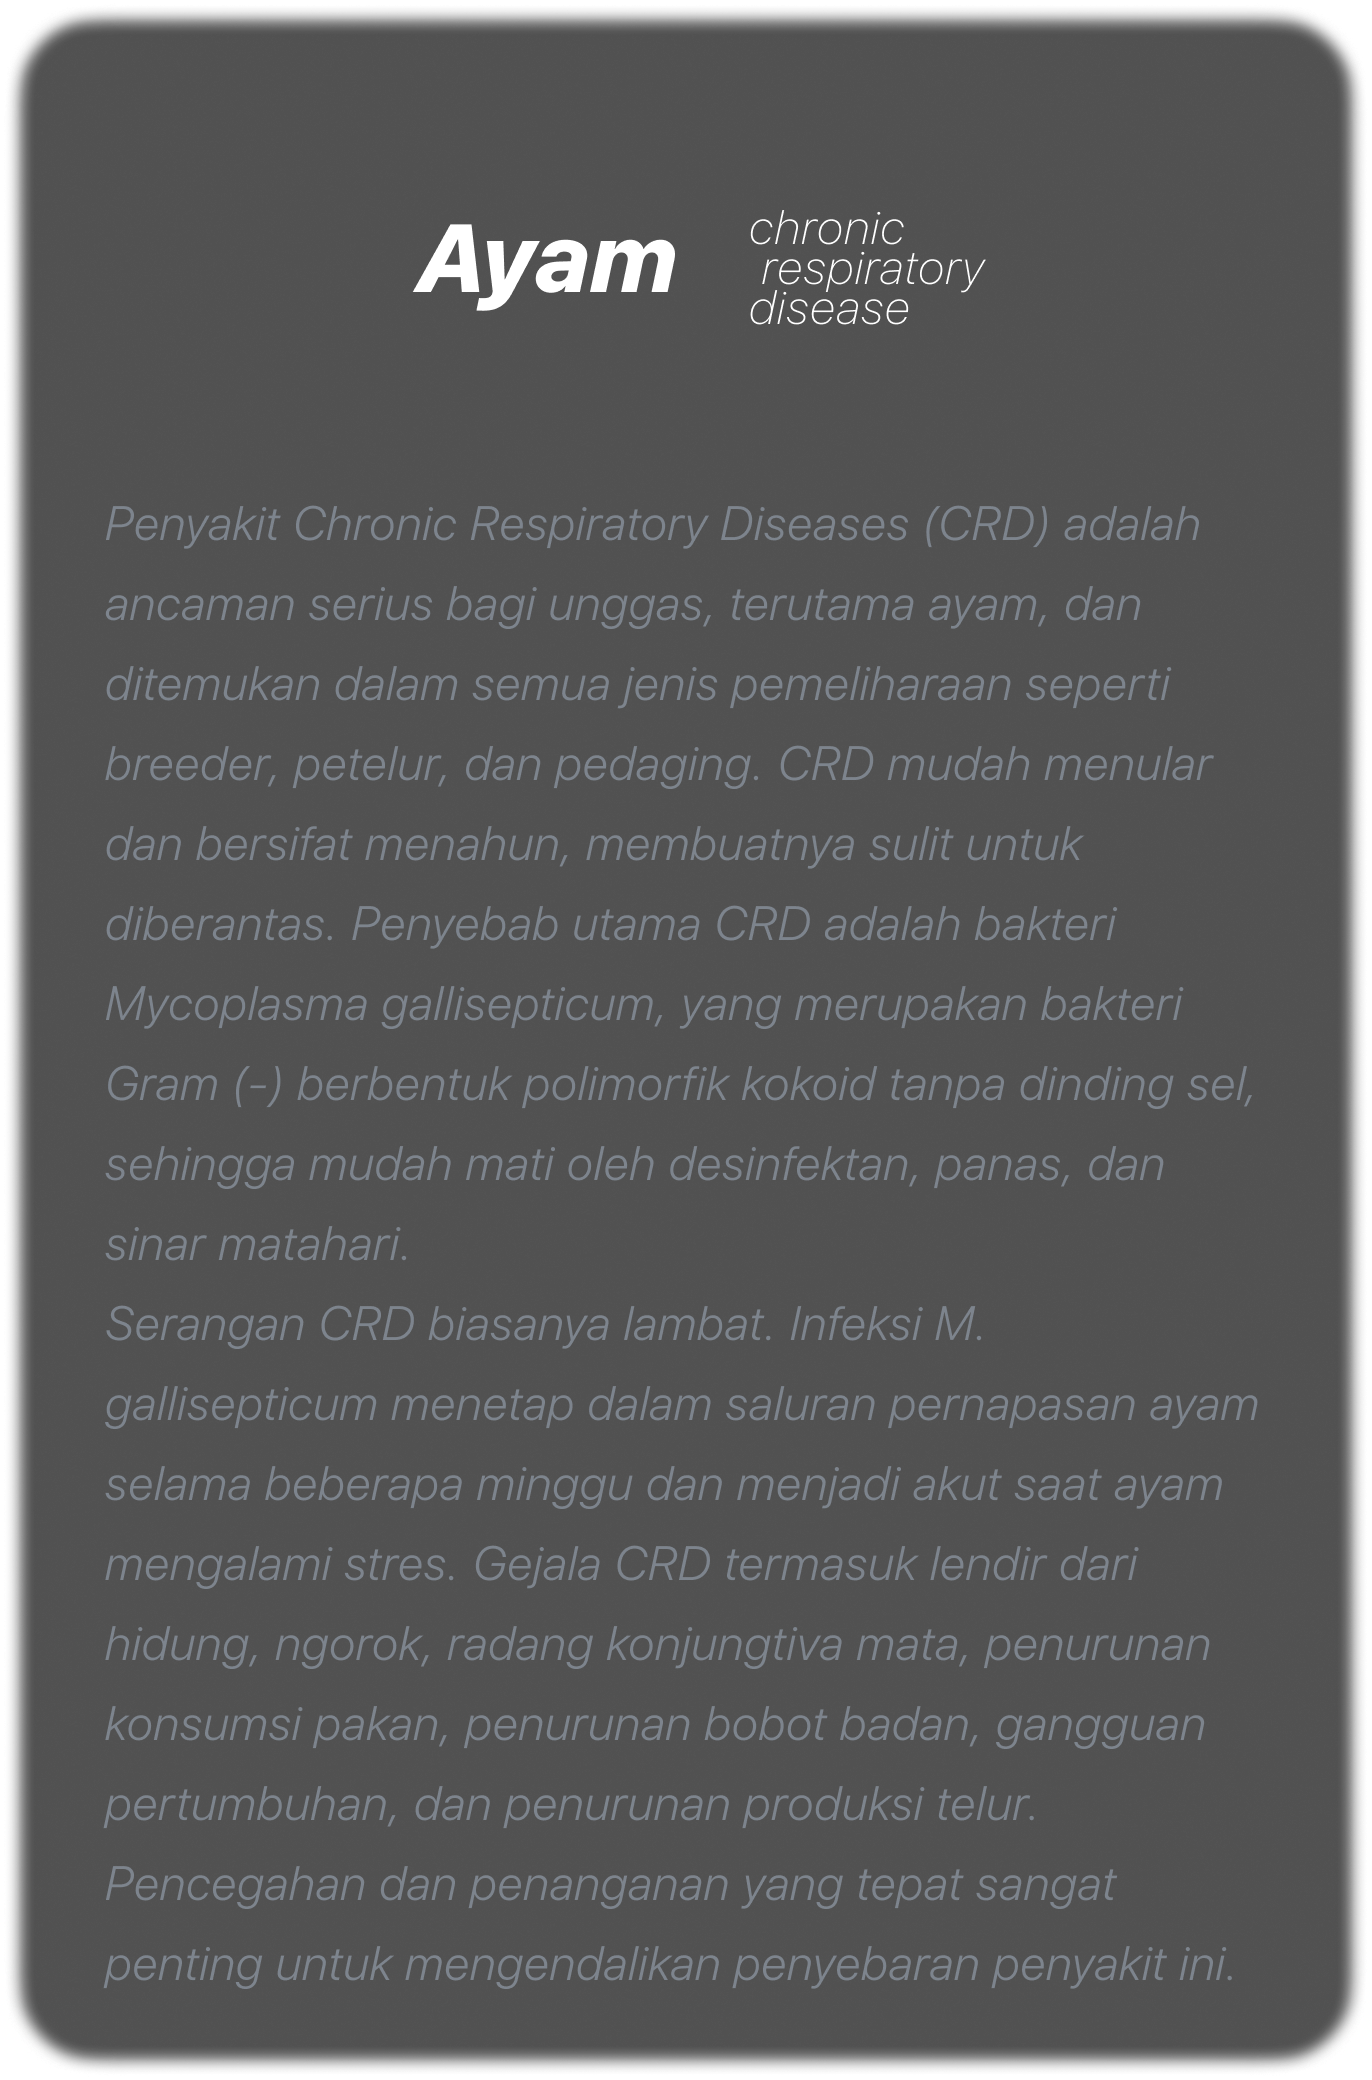 Ayam
chronic
respiratory
disease
Penyakit Chronic Respiratory Diseases (CRD) adalah
ancaman serius bagi unggas, terutama ayam, dan
ditemukan dalam semua jenis pemeliharaan seperti
breeder, petelur, dan pedaging. CRD mudah menular
dan bersifat menahun, membuatnya sulit untuk
diberantas. Penyebab utama CRD adalah bakteri
Mycoplasma gallisepticum, yang merupakan bakteri
Gram (-) berbentuk polimorfik kokoid tanpa dinding sel,
sehingga mudah mati oleh desinfektan, panas, dan
sinar matahari.
Serangan CRD biasanya lambat. Infeksi M.
gallisepticum menetap dalam saluran pernapasan ayam
selama beberapa minggu dan menjadi akut saat ayam
mengalami stres. Gejala CRD termasuk lendir dari
hidung, ngorok, radang konjungtiva mata, penurunan
konsumsi pakan, penurunan bobot badan, gangguan
pertumbuhan, dan penurunan produksi telur.
Pencegahan dan penanganan yang tepat sangat
penting untuk mengendalikan penyebaran penyakit ini.